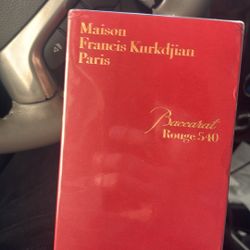 Maison
Francis Kurkdjian
Paris
Baccarat
Rouge 540